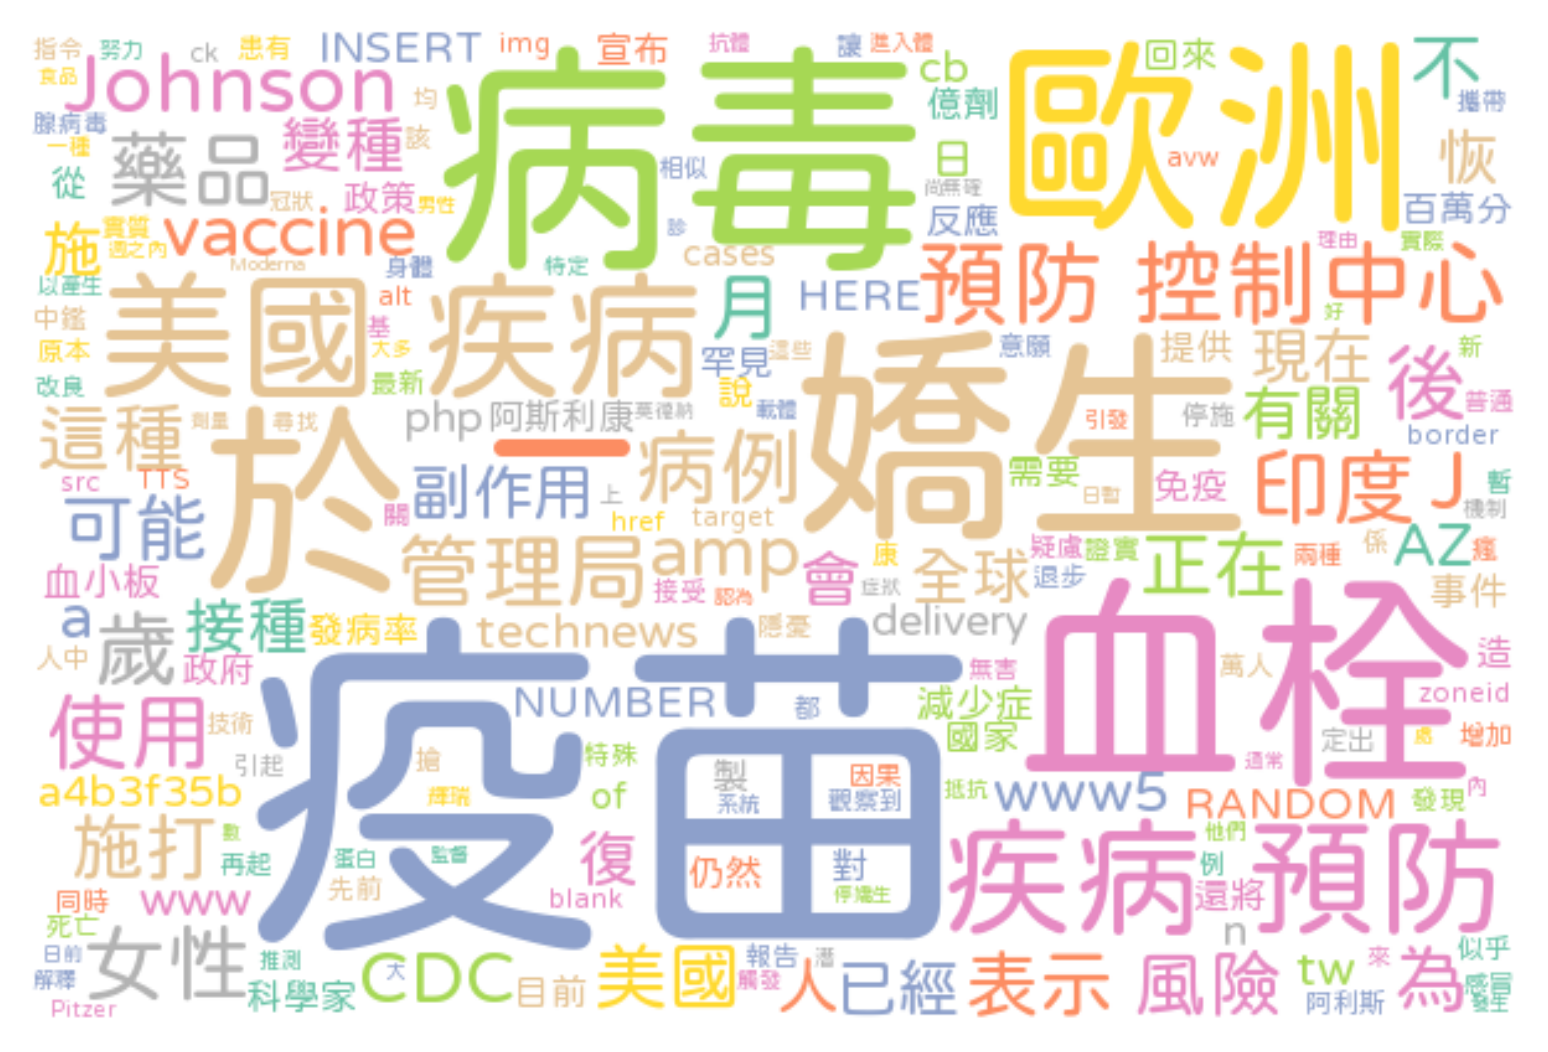 指令 努力 ck 患有 INSERT img 宣布 抗體 讓 進入體 回來 不
食品 Johnson 均 病毒 cb 億劑 歐洲 攜帶
腺病毒 藥品 變種 該 日 avw 恢
一種 從 冠狀 政策 男性 相似 尚無確 反應 百萬分
施 實質 週之內 vaccine 診 cases 預防 控制中心 理由 實際
Moderna 身體 特定
以產生 美國 疾病 alt 月 HERE 好
中鑑 基 大多 罕見 這些 嬌生 意願 提供 現在 後 新
原本 改良 最新 說 載體
這種 劑量 尋找 於 php 阿斯利康 莫德納 引發 停施 有關 普通
一 病例 border
src TTS 副作用 上 需要 日暫 免疫 印度 J 暫
可能 關 href target 機制
管理局 amp 會 康 疑慮 證實 正在 兩種 係 AZ
血小板 接受 認為 症狀 全球 退步 事件
a 歲 接種 發病率 technews 隱憂 delivery 血栓
人中 政府 疫苗 無害 萬人 造
使用 技術 NUMBER 都 減少症 zoneid
引起 特殊 國家 定出 處 增加
搶 製 因果 通常
a4b3f35b 輝瑞 of 系統 觀察到 抵抗 www5 RANDOM 發現 內
施打 數 疾病 他們 預防
再起 蛋白 監督 復 仍然 對 例
同時 www 先前 blank 停嬌生 還將
死亡 n
日前 女性 推測 CDC 大 目前 美國 報告 潛 人 已經 表示 風險 tw 來 為 似乎
解釋 科學家 觸發 阿利斯 感冒
Pitzer 發生